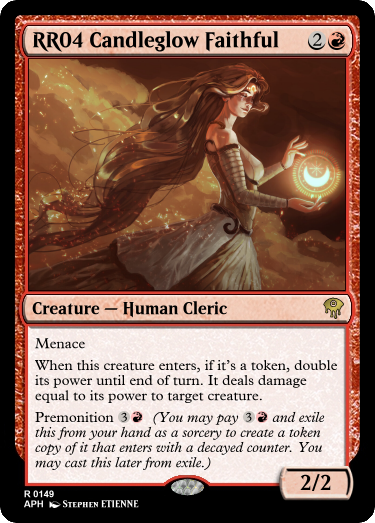 RR04 Candleglow Faithful 2
Creature — Human Cleric
Menace
When this creature enters, if it's a token, double
its power until end of turn. It deals damage
equal to its power to target creature.
Premonition 3 (You may pay 3 and exile
this from your hand as a sorcery to create a token
copy of it that enters with a decayed counter. You
may cast this later from exile.)
2/2
R 0149
APH Stephen ETIENNE